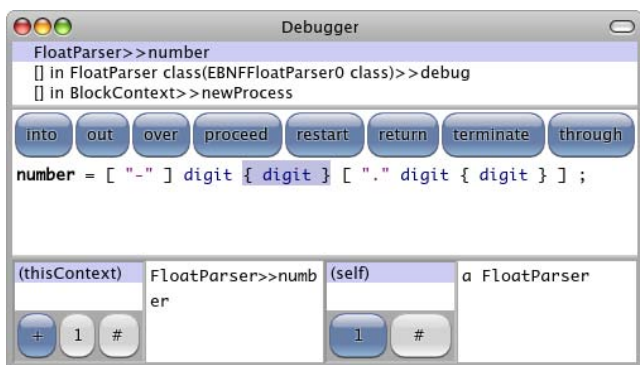 Debugger
FloatParser>>number
[] in FloatParser class(EBNFFloatParser0 class)>>debug
[] in BlockContext>>newProcess
into out over proceed restart return terminate through
number = [ "-" ] digit { digit } [ "." digit { digit } ] ;
(thisContext) FloatParser>>numb (self) a FloatParser
er
+ 1 # 1 #